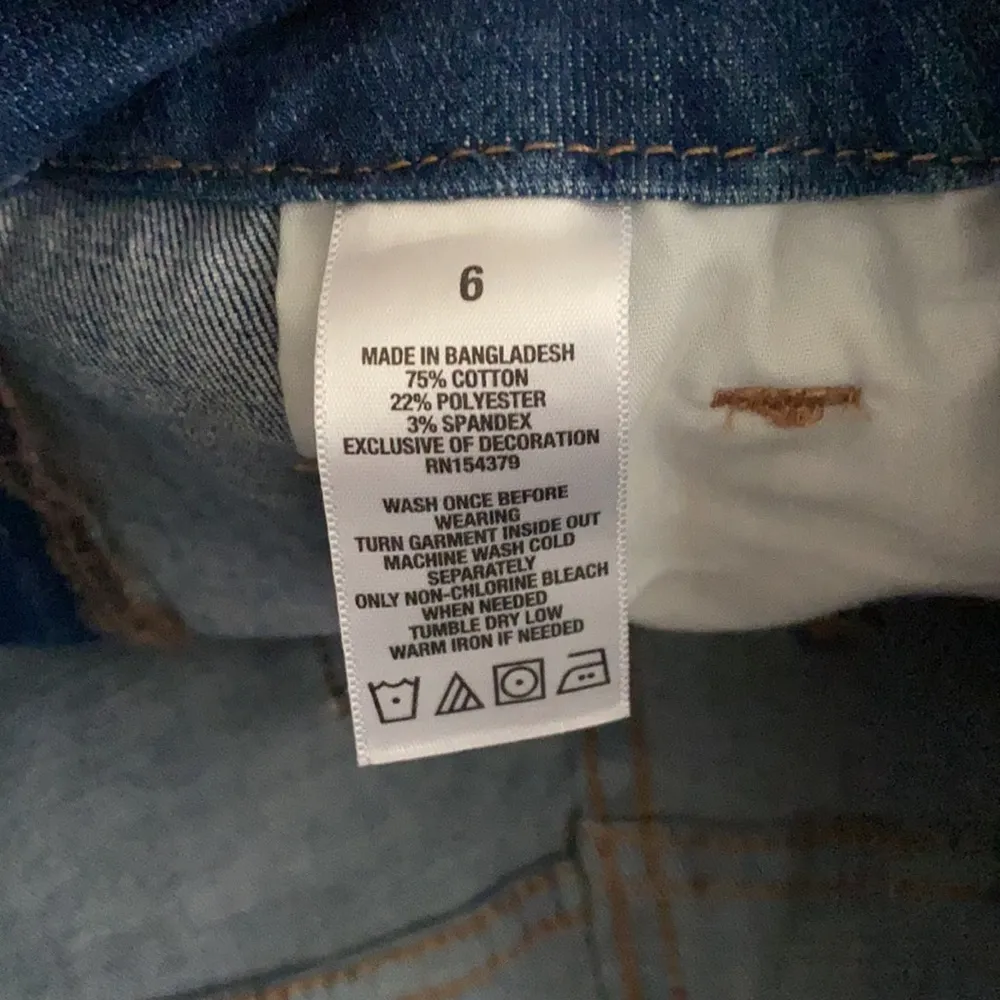 6
MADE IN BANGLADESH
75% COTTON
22% POLYESTER
3% SPANDEX
EXCLUSIVE OF DECORATION
RN154379
WASH ONCE BEFORE
WEARING
TURN GARMENT INSIDE OUT
MACHINE WASH COLD
SEPARATELY
ONLY NON-CHLORINE BLEACH
WHEN NEEDED
TUMBLE DRY LOW
WARM IRON IF NEEDED